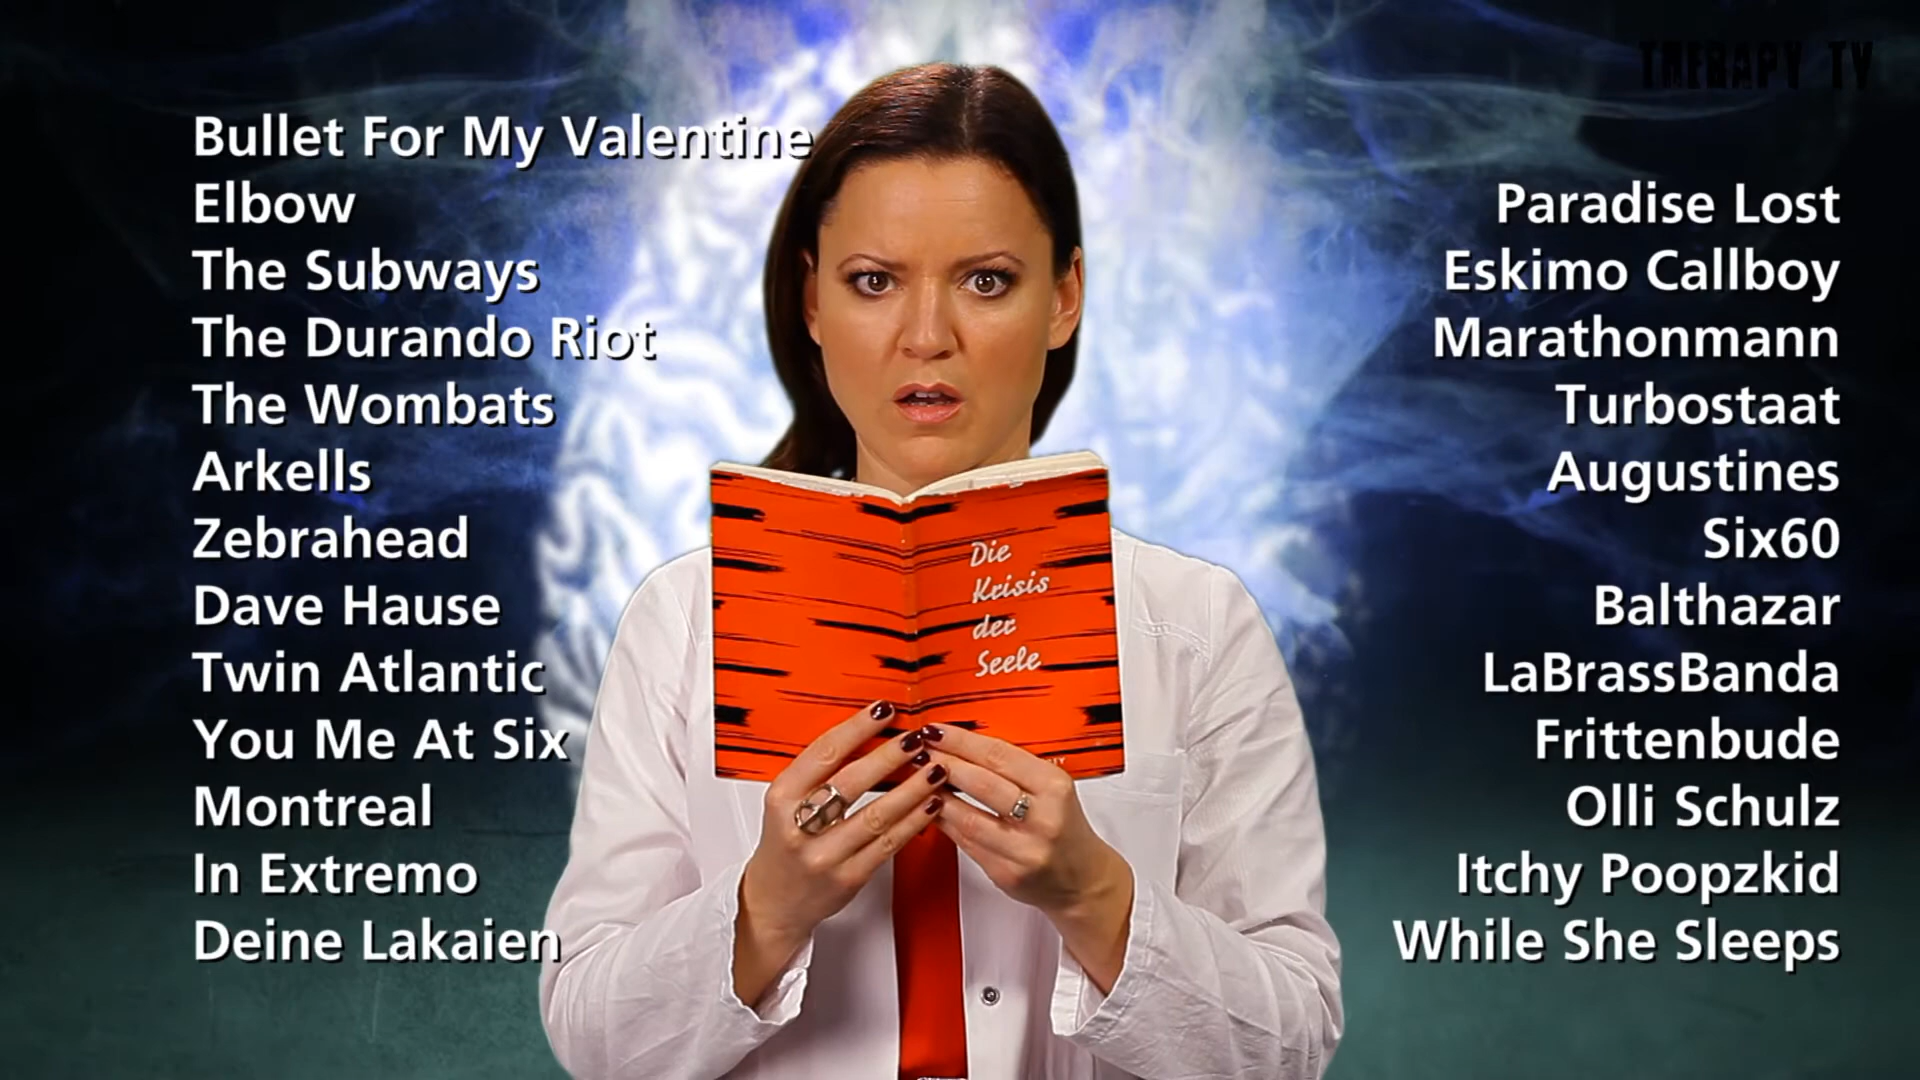 THERAPY TV
Bullet For My Valentine
Elbow
The Subways
The Durando Riot
The Wombats
Arkells
Zebrahead
Dave Hause
Twin Atlantic
You Me At Six
Montreal
In Extremo
Deine Lakaien
Paradise Lost
Eskimo Callboy
Marathonmann
Turbostaat
Augustines
Six60
Balthazar
LaBrassBanda
Frittenbude
Olli Schulz
Itchy Poopzkid
While She Sleeps
Die
Krisis
der
Seele